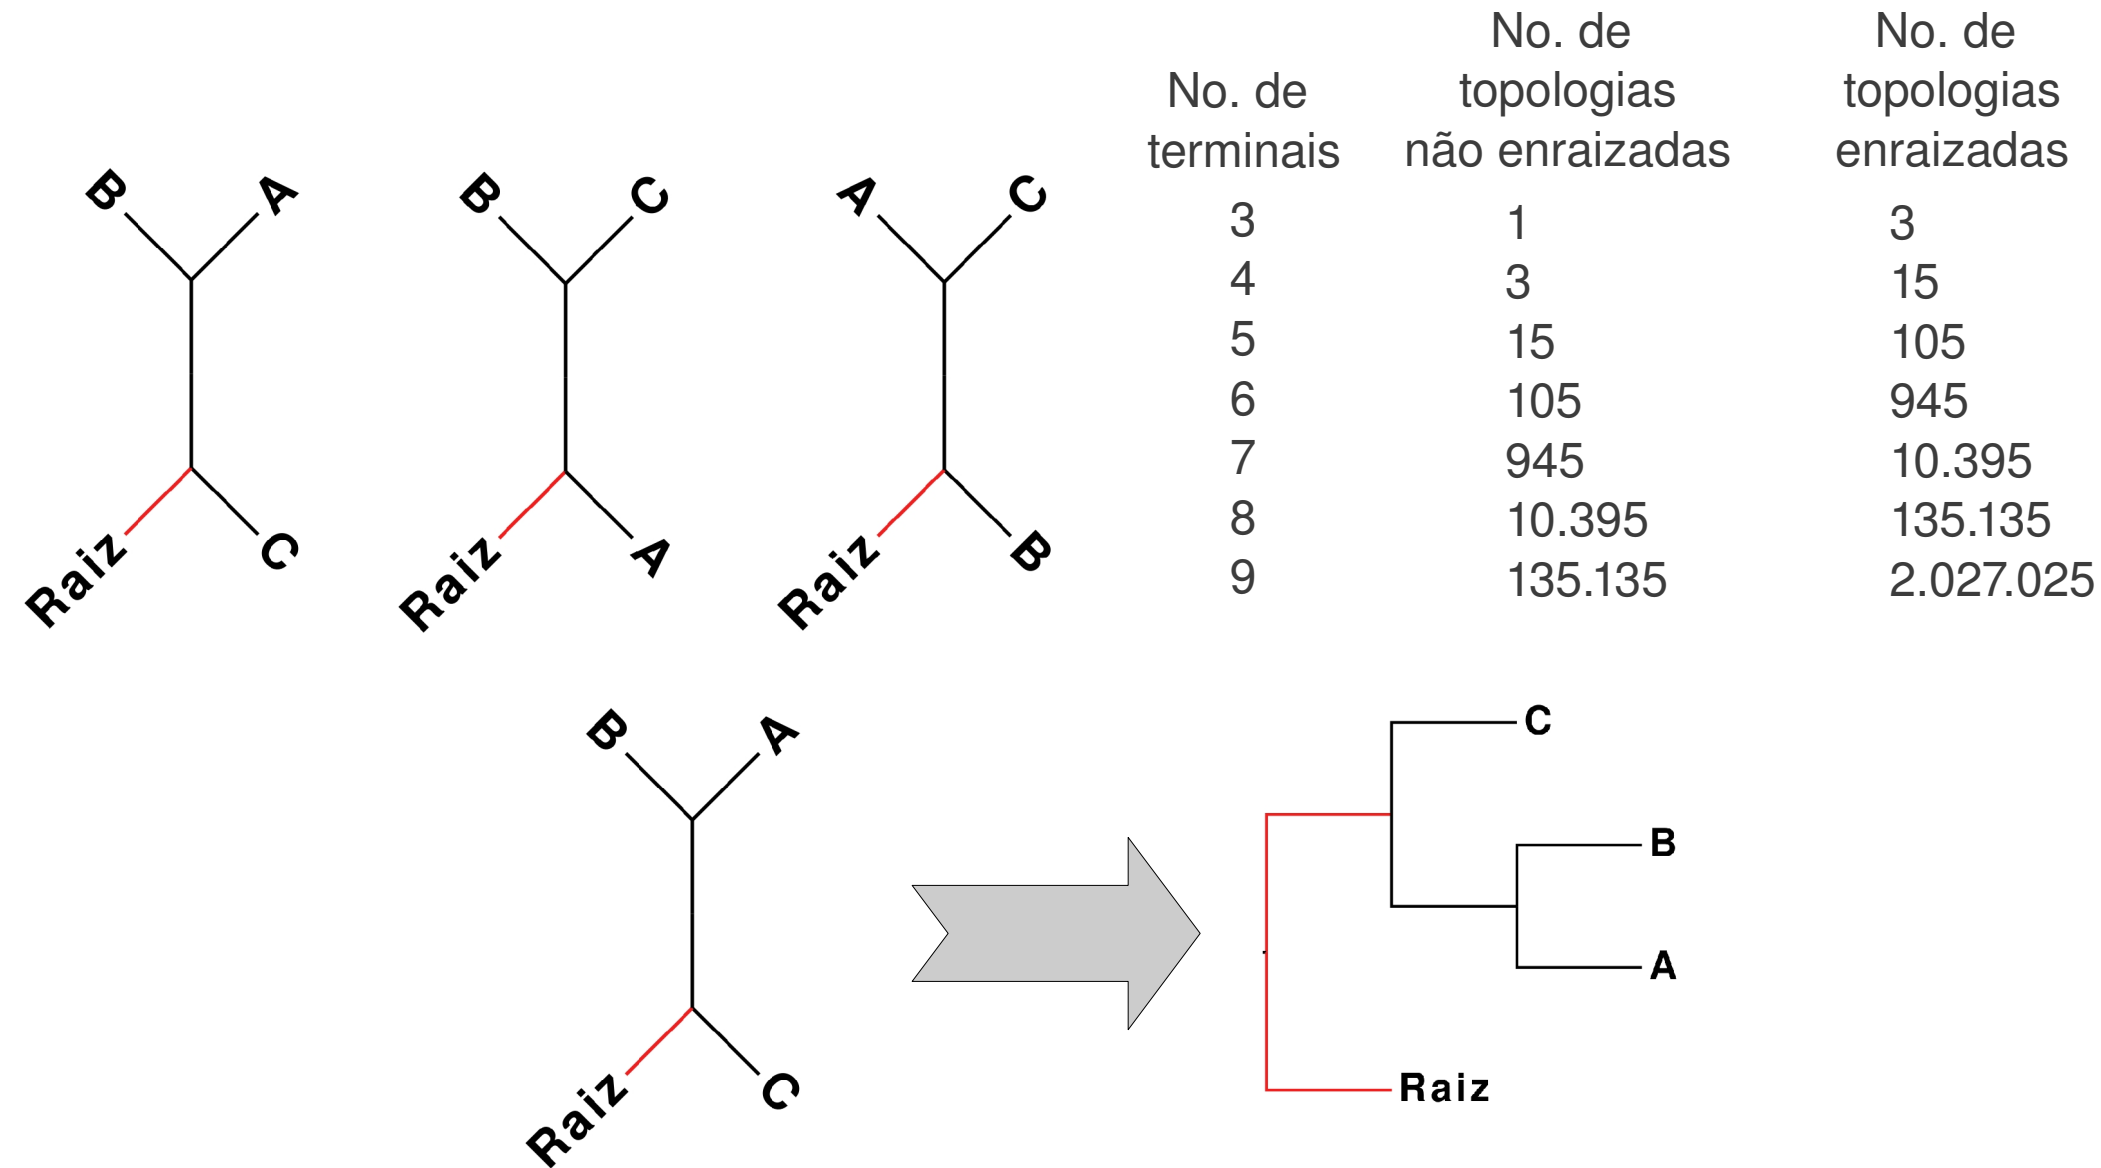 No. de
terminais
No. de
topologias
não enraizadas
No. de
topologias
enraizadas
3 1 3
4 3 15
5 15 105
6 105 945
7 945 10.395
8 10.395 135.135
9 135.135 2.027.025
B A
Raiz C
B C
Raiz A
A C
Raiz B
B A
Raiz C
C
B
A
Raiz